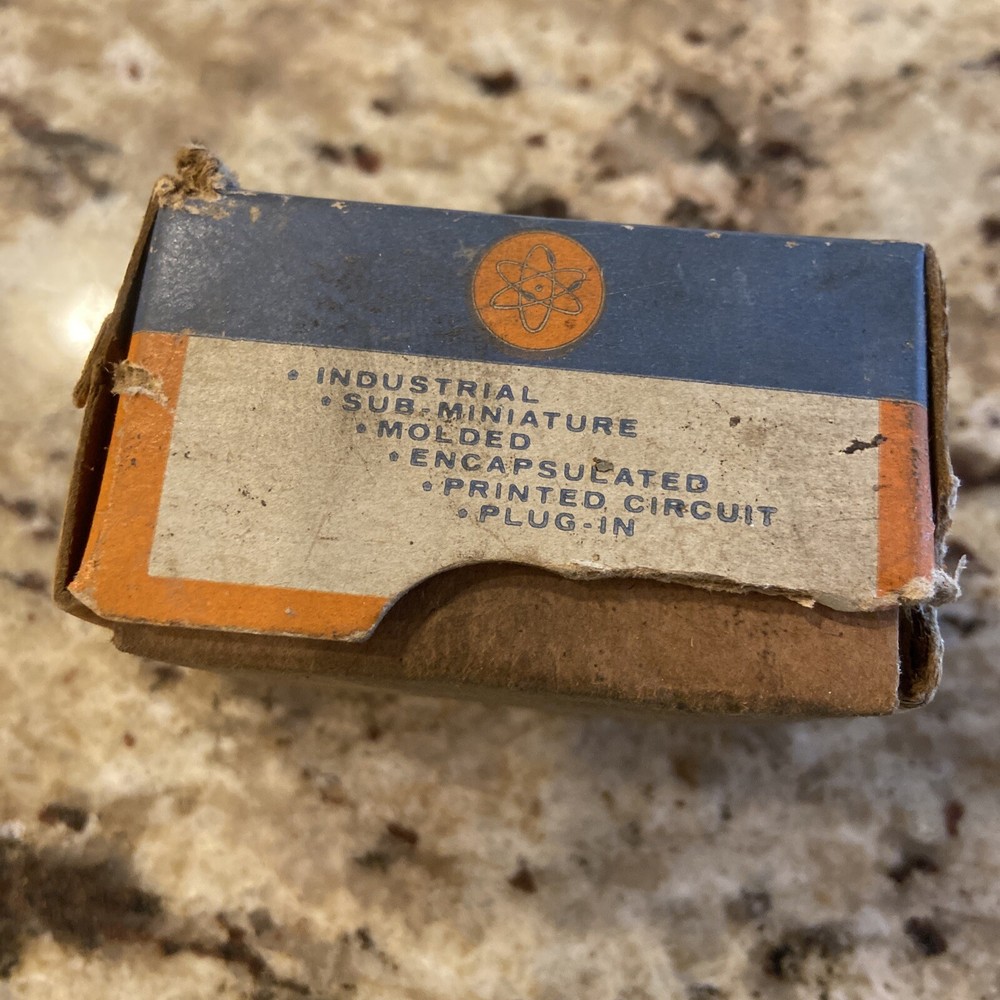 • INDUSTRIAL
• SUB-MINIATURE
• MOLDED
• ENCAPSULATED
• PRINTED CIRCUIT
• PLUG-IN